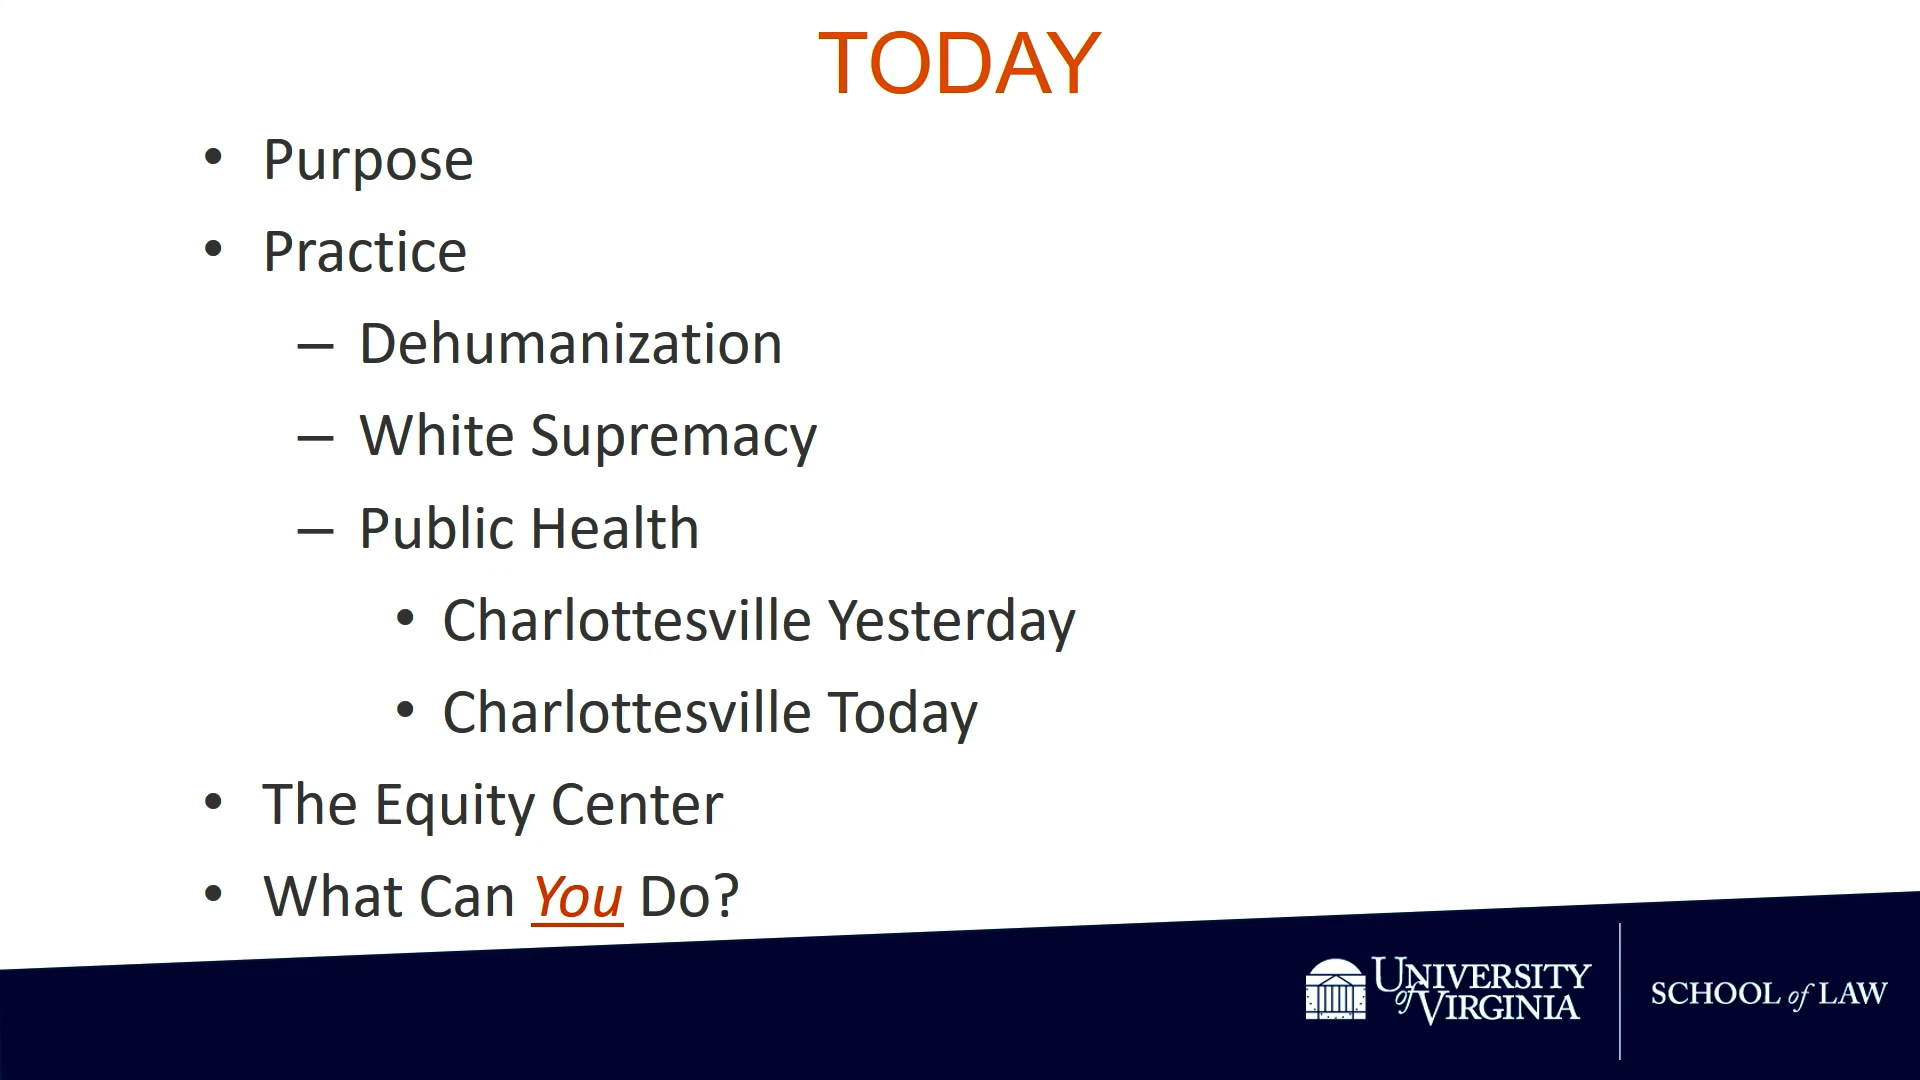 TODAY
• Purpose
• Practice
– Dehumanization
– White Supremacy
– Public Health
• Charlottesville Yesterday
• Charlottesville Today
• The Equity Center
• What Can You Do?
UNIVERSITY
of VIRGINIA
SCHOOL of LAW